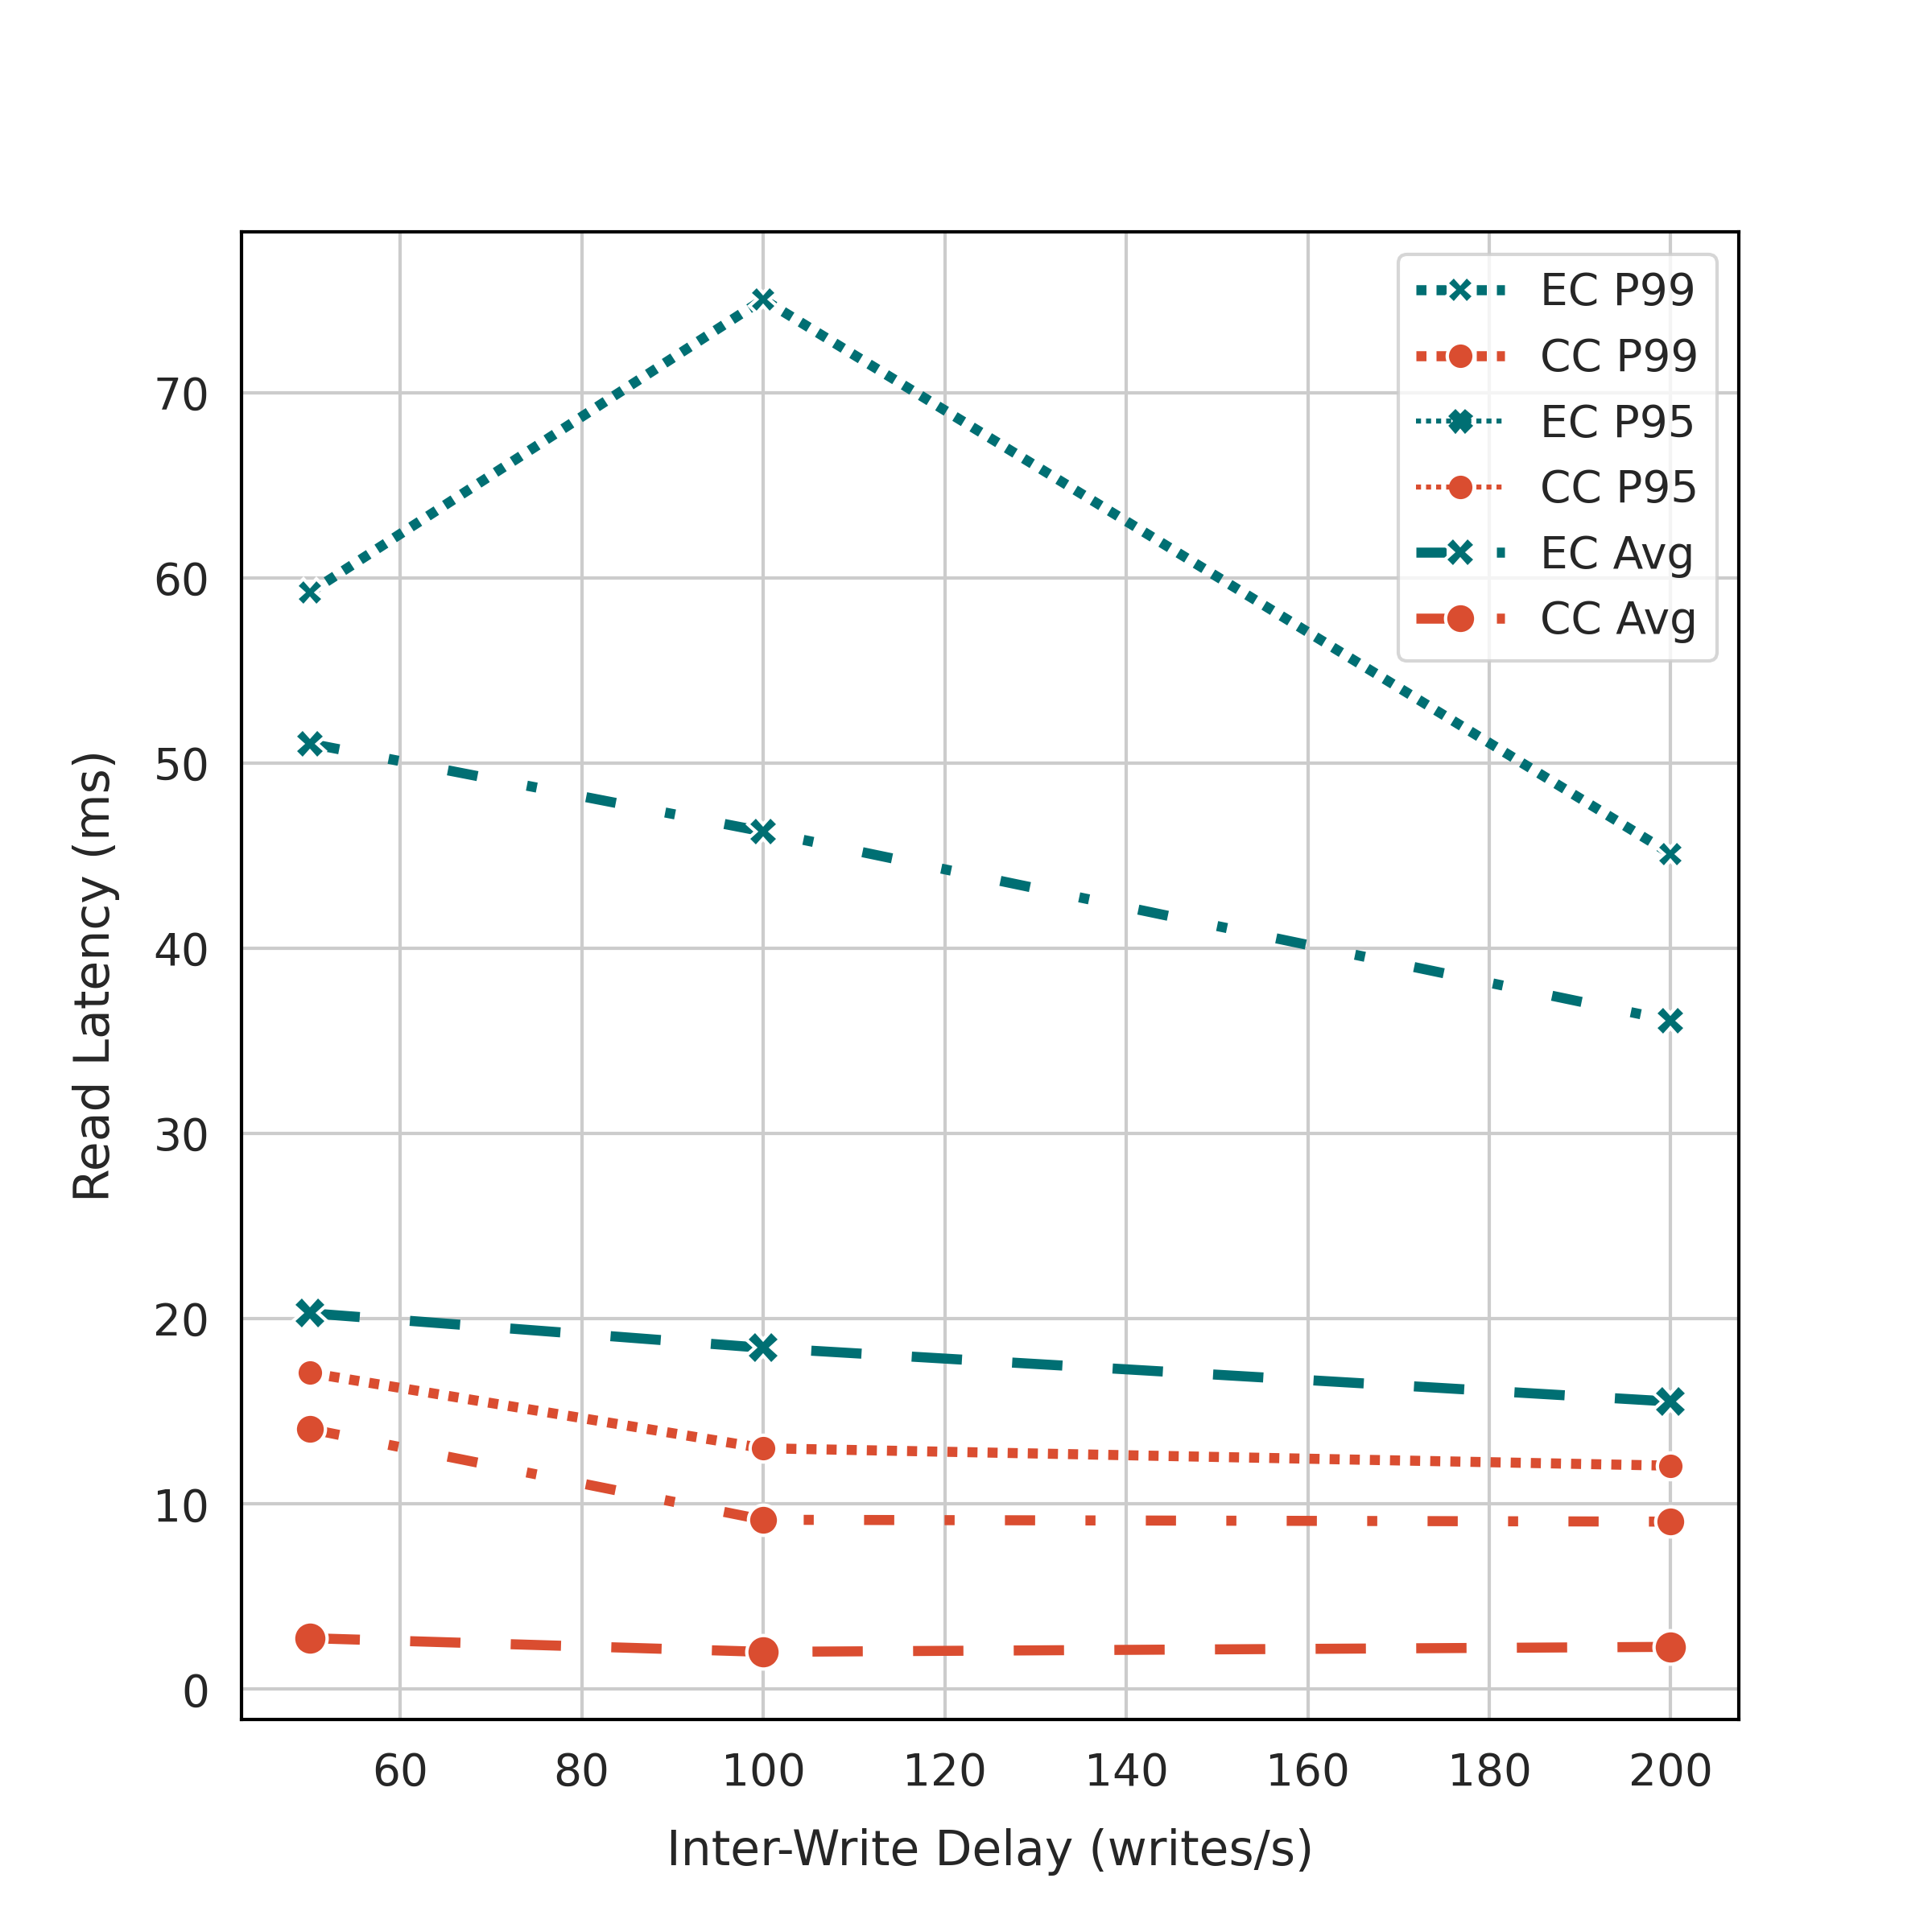 EC P99
CC P99
EC P95
CC P95
EC Avg
CC Avg
70
60
50
40
30
20
10
0
Read Latency (ms)
60 80 100 120 140 160 180 200
Inter-Write Delay (writes/s)